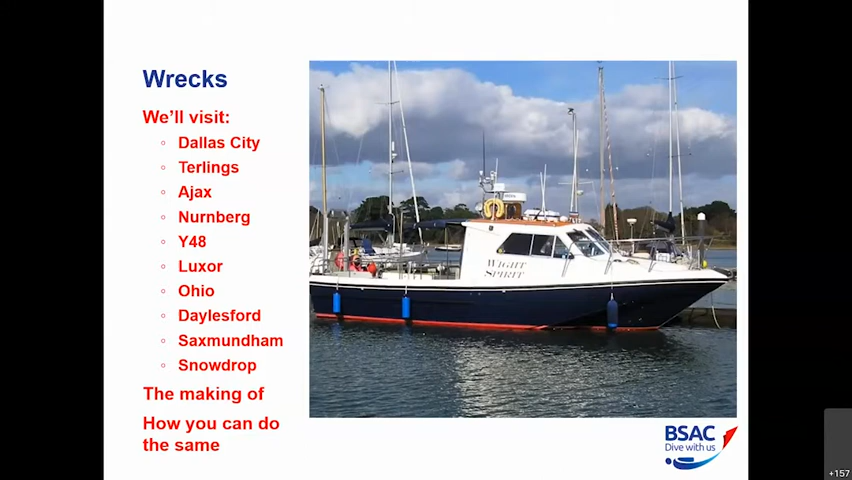 Wrecks
We'll visit:
Dallas City
Terlings
Ajax
Nurnberg
Y48
Luxor
Ohio
Daylesford
Saxmundham
Snowdrop
The making of
How you can do
the same
WIGHT
SPIRIT
BSAC
Dive with us
+157